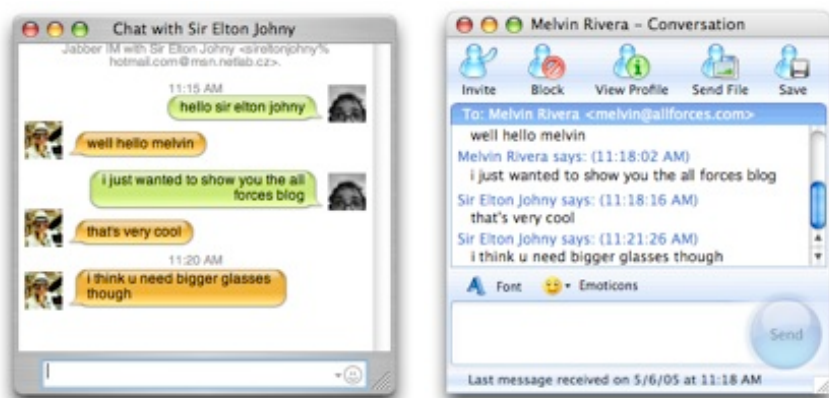 Chat with Sir Elton Johny
Jabber IM with Sir Elton Johny <sireltonjohny%
hotmail.com@msn.netlab.cz>.
11:15 AM
hello sir elton johny
well hello melvin
i just wanted to show you the all
forces blog
that's very cool
11:20 AM
i think u need bigger glasses
though
Melvin Rivera – Conversation
Invite
Block
View Profile
Send File
Save
To: Melvin Rivera <melvin@allforces.com>
well hello melvin
Melvin Rivera says: (11:18:02 AM)
i just wanted to show you the all forces blog
Sir Elton Johny says: (11:18:16 AM)
that's very cool
Sir Elton Johny says: (11:21:26 AM)
i think u need bigger glasses though
Font
Emoticons
Send
Last message received on 5/6/05 at 11:18 AM